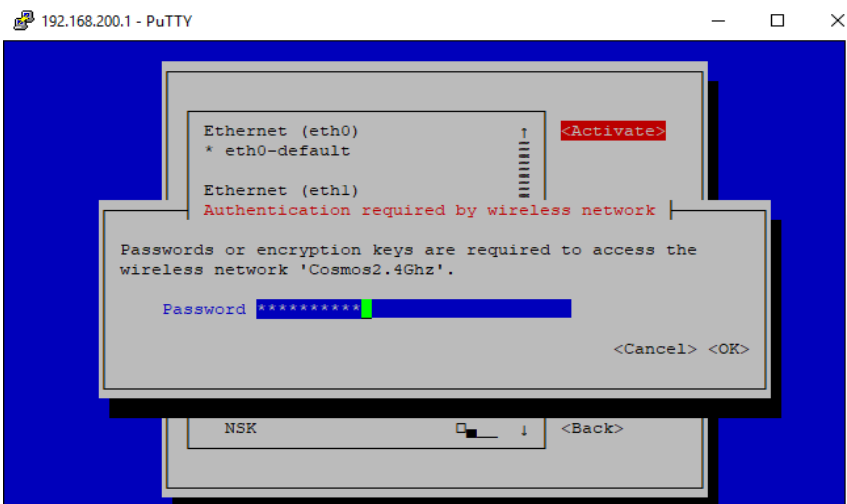 192.168.200.1 - PuTTY
Ethernet (eth0)
<Activate>
* eth0-default
Ethernet (eth1)
Authentication required by wireless network
Passwords or encryption keys are required to access the
wireless network 'Cosmos2.4Ghz'.
Password **********
<Cancel> <OK>
NSK
<Back>